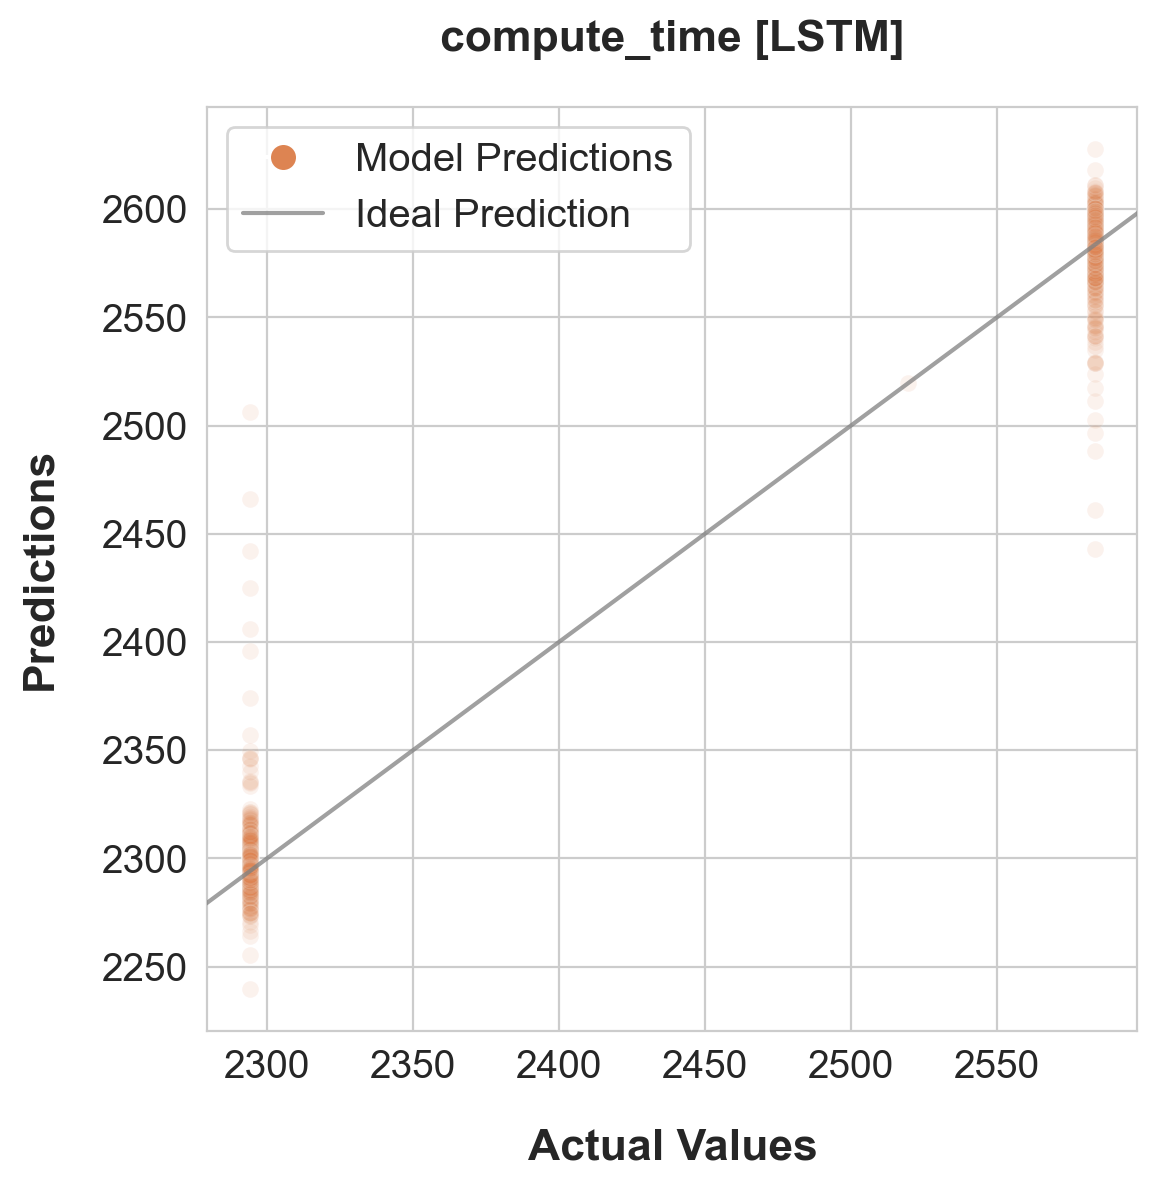 compute_time [LSTM]
Model Predictions
Ideal Prediction
2600
2550
2500
2450
2400
2350
2300
2250
Predictions
2300 2350 2400 2450 2500 2550
Actual Values